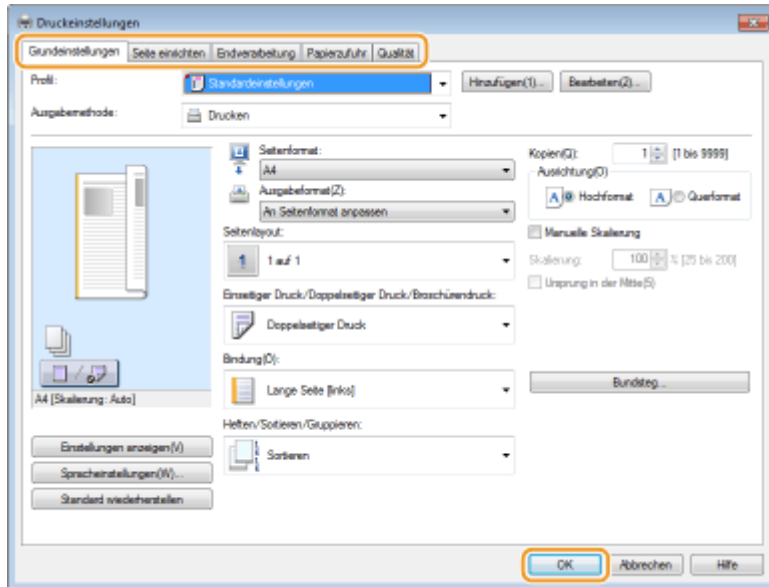 Druckeinstellungen
Grundeinstellungen Seite einrichten Endverarbeitung Papierzufuhr Qualität
Profil: Standardeinstellungen Hinzufügen(1)... Bearbeiten(2)...
Ausgabemethode: Drucken
Seitenformat:
A4
Ausgabeformat(Z):
An Seitenformat anpassen
Seitenlayout:
1 1 auf 1
Einseitiger Druck/Doppelseitiger Druck/Broschürendruck:
Doppelseitiger Druck
Bindung(O):
Lange Seite [links]
Heften/Sortieren/Gruppieren:
Sortieren
Kopien(Q): 1 [1 bis 9999]
Ausrichtung(O)
A Hochformat A Querformat
Manuelle Skalierung
Skalierung: 100 % [25 bis 200]
Ursprung in der Mitte(S)
Bundsteg...
A4 [Skalierung: Auto]
Einstellungen anzeigen(V)
Spracheinstellungen(W)...
Standard wiederherstellen
OK Abbrechen Hilfe